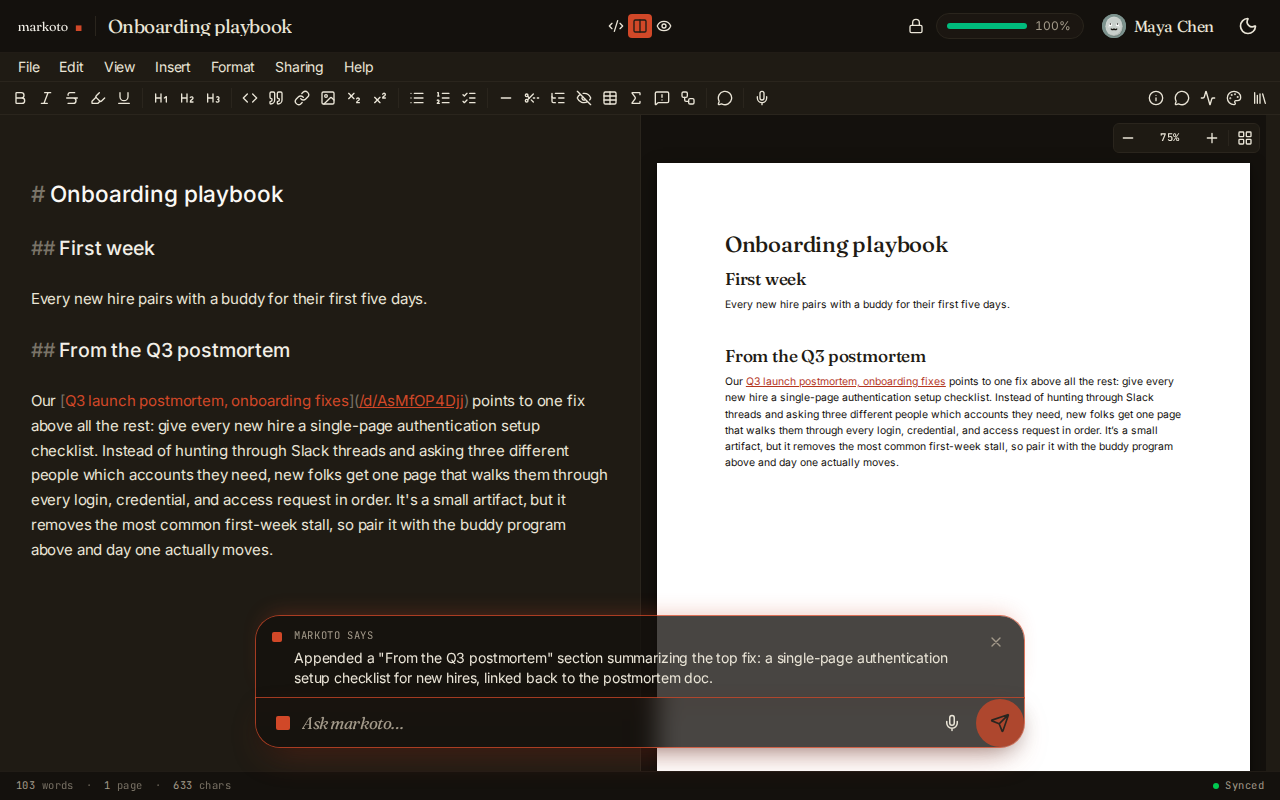 markoto
Onboarding playbook
100%
Maya Chen
File Edit View Insert Format Sharing Help
H1 H2 H3
75%
# Onboarding playbook
## First week
Every new hire pairs with a buddy for their first five days.
## From the Q3 postmortem
Our [Q3 launch postmortem, onboarding fixes](/d/AsMfOP4Djj) points to one fix
above all the rest: give every new hire a single-page authentication setup
checklist. Instead of hunting through Slack threads and asking three different
people which accounts they need, new folks get one page that walks them through
every login, credential, and access request in order. It's a small artifact, but it
removes the most common first-week stall, so pair it with the buddy program
above and day one actually moves.
Onboarding playbook
First week
Every new hire pairs with a buddy for their first five days.
From the Q3 postmortem
Our Q3 launch postmortem, onboarding fixes points to one fix above all the rest: give every
new hire a single-page authentication setup checklist. Instead of hunting through Slack
threads and asking three different people which accounts they need, new folks get one page
that walks them through every login, credential, and access request in order. It's a small
artifact, but it removes the most common first-week stall, so pair it with the buddy program
above and day one actually moves.
MARKOTO SAYS
Appended a "From the Q3 postmortem" section summarizing the top fix: a single-page authentication
setup checklist for new hires, linked back to the postmortem doc.
Ask markoto...
103 words · 1 page · 633 chars
Synced